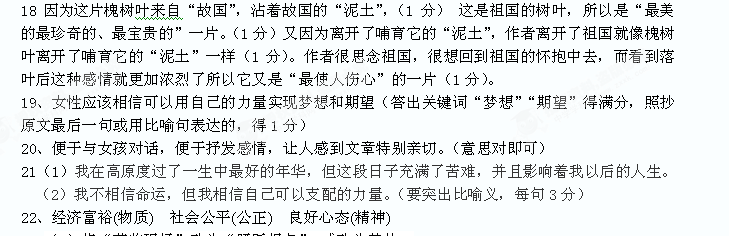 18 因为这片槐树叶来自“故国”，沾着故国的“泥土”，（1 分） 这是祖国的树叶，所以是“最美
的最珍奇的、最宝贵的”一片。（1 分）又因为离开了哺育它的“泥土”，作者离开了祖国就像槐树
叶离开了哺育它的“泥土”一样（1 分）。作者很思念祖国，很想回到祖国的怀抱中去，而看到落
叶后这种感情就更加浓烈了所以它又是“最使人伤心”的一片（1 分）。
19、女性应该相信可以用自己的力量实现梦想和期望（答出关键词“梦想”“期望”得满分，照抄
原文最后一句或用比喻句表达的，得 1 分）
20、便于与女孩对话，便于抒发感情，让人感到文章特别亲切。（意思对即可）
21（1）我在高原度过了一生中最好的年华，但这段日子充满了苦难，并且影响着我以后的人生。
（2）我不相信命运，但我相信自己可以支配的力量。（要突出比喻义，每句 3 分）
22、经济富裕(物质) 社会公平(公正) 良好心态(精神)